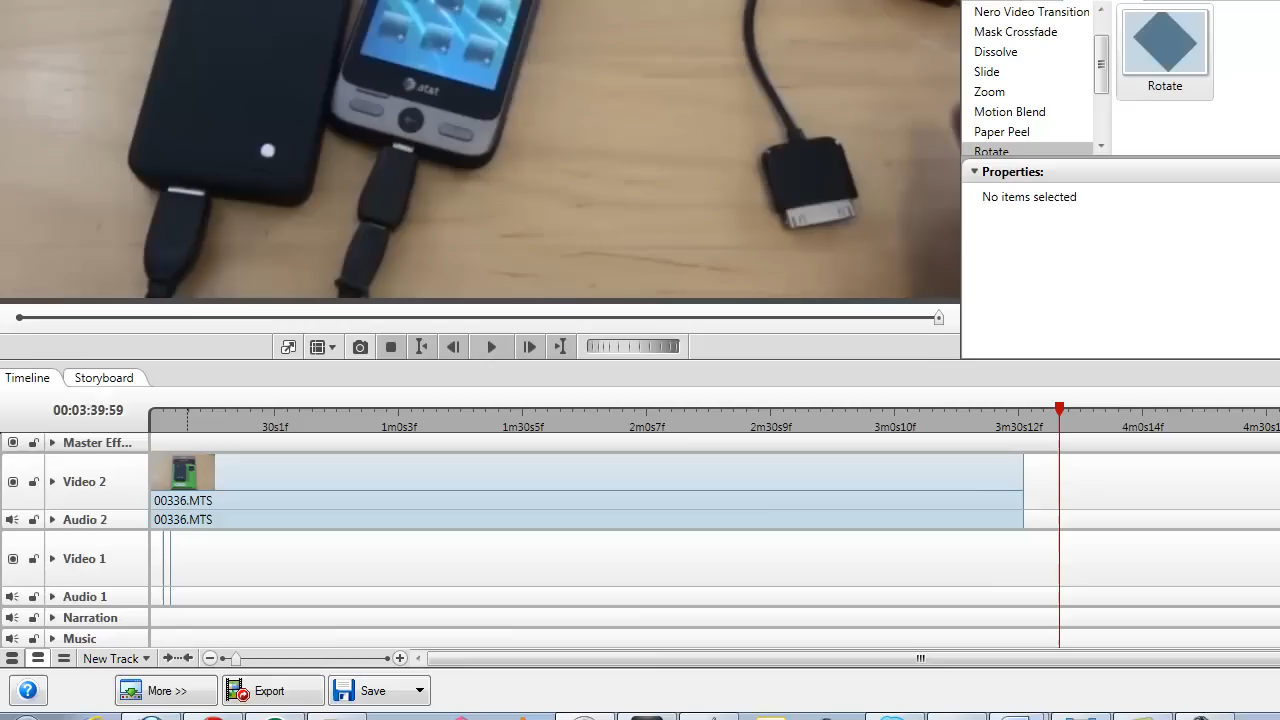 at&t
Nero Video Transition
Mask Crossfade
Dissolve
Slide
Zoom
Motion Blend
Paper Peel
Rotate
Rotate
Properties:
No items selected
Timeline
Storyboard
00:03:39:59
30s1f
1m0s3f
1m30s5f
2m0s7f
2m30s9f
3m0s10f
3m30s12f
4m0s14f
4m30s1
Master Eff...
Video 2
00336.MTS
Audio 2
00336.MTS
Video 1
Audio 1
Narration
Music
New Track
?
More >>
Export
Save